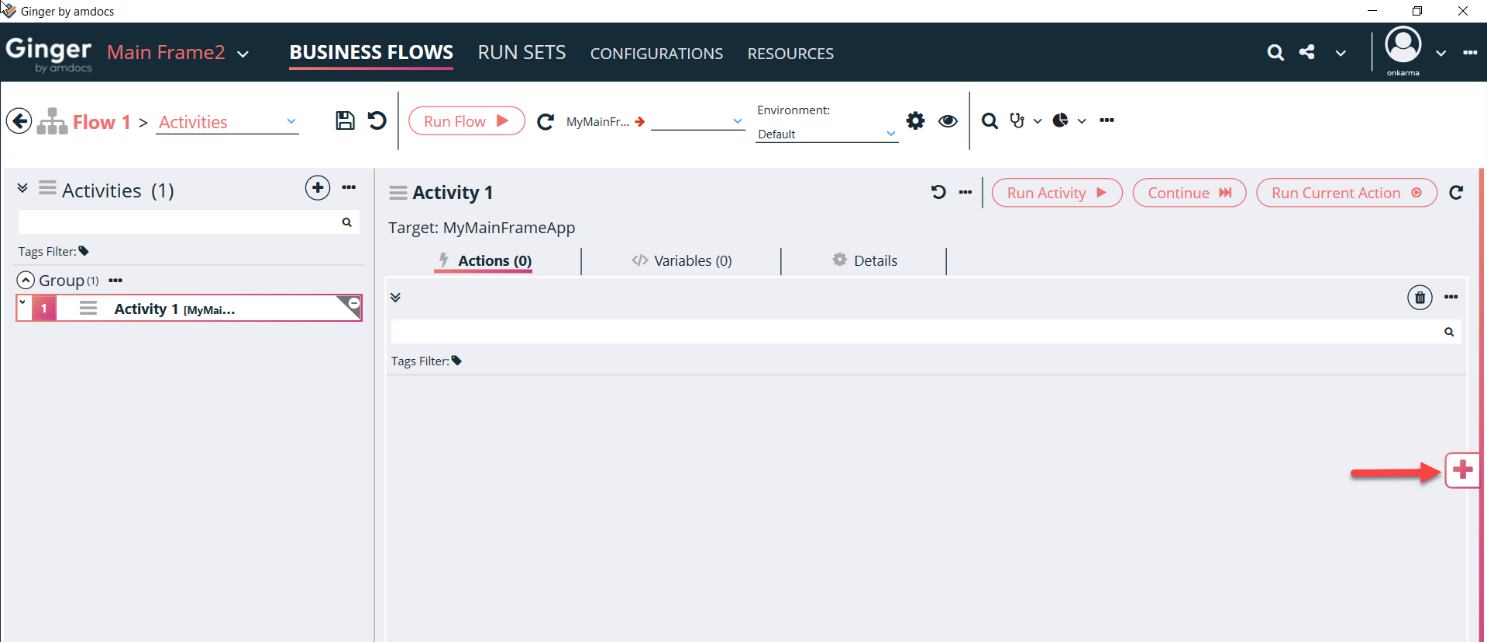 Ginger by amdocs
Ginger by amdocs Main Frame2 BUSINESS FLOWS RUN SETS CONFIGURATIONS RESOURCES
onkarma
Flow 1 > Activities Run Flow MyMainFr... Environment:
Default
Activities (1)
Tags Filter:
Group (1)
1 Activity 1 [MyMai...
Activity 1 Run Activity Continue Run Current Action
Target: MyMainFrameApp
Actions (0) Variables (0) Details
Tags Filter: